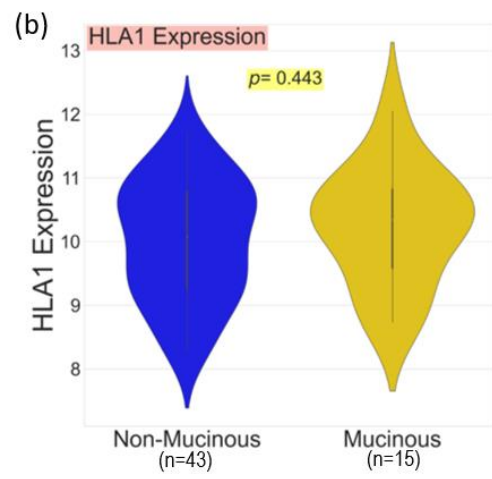 (b)
HLA1 Expression
p= 0.443
HLA1 Expression
13
12
11
10
9
8
Non-Mucinous
(n=43)
Mucinous
(n=15)